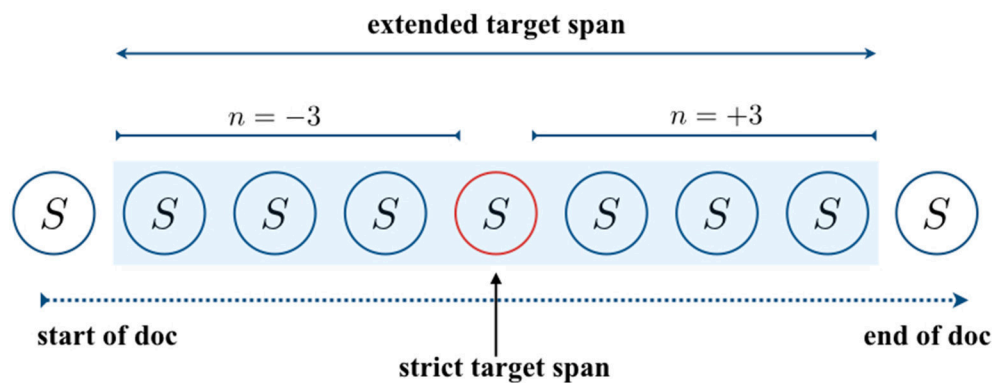 extended target span
n = −3 n = +3
S S S S S S S S S
start of doc end of doc
strict target span